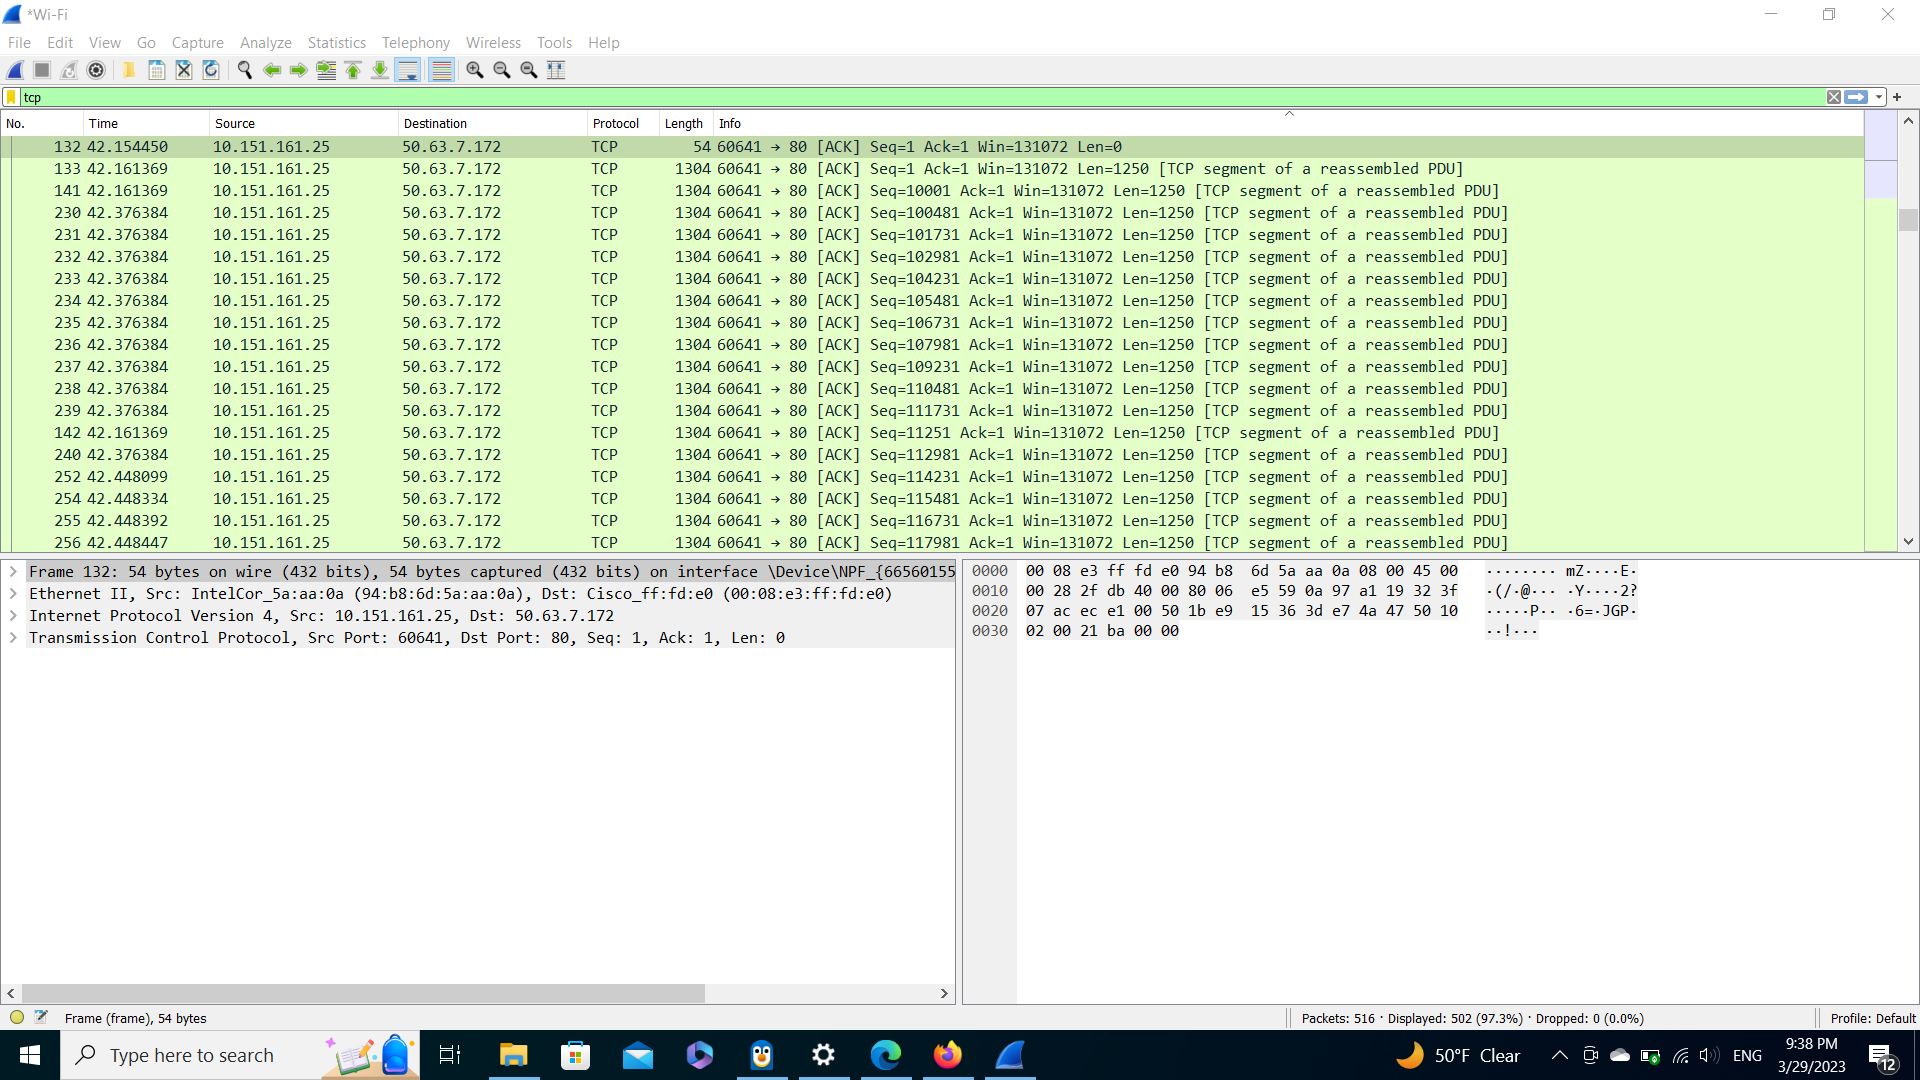 *Wi-Fi
File Edit View Go Capture Analyze Statistics Telephony Wireless Tools Help
tcp
No. Time Source Destination Protocol Length Info
132 42.154450 10.151.161.25 50.63.7.172 TCP 54 60641 → 80 [ACK] Seq=1 Ack=1 Win=131072 Len=0
133 42.161369 10.151.161.25 50.63.7.172 TCP 1304 60641 → 80 [ACK] Seq=1 Ack=1 Win=131072 Len=1250 [TCP segment of a reassembled PDU]
141 42.161369 10.151.161.25 50.63.7.172 TCP 1304 60641 → 80 [ACK] Seq=10001 Ack=1 Win=131072 Len=1250 [TCP segment of a reassembled PDU]
230 42.376384 10.151.161.25 50.63.7.172 TCP 1304 60641 → 80 [ACK] Seq=100481 Ack=1 Win=131072 Len=1250 [TCP segment of a reassembled PDU]
231 42.376384 10.151.161.25 50.63.7.172 TCP 1304 60641 → 80 [ACK] Seq=101731 Ack=1 Win=131072 Len=1250 [TCP segment of a reassembled PDU]
232 42.376384 10.151.161.25 50.63.7.172 TCP 1304 60641 → 80 [ACK] Seq=102981 Ack=1 Win=131072 Len=1250 [TCP segment of a reassembled PDU]
233 42.376384 10.151.161.25 50.63.7.172 TCP 1304 60641 → 80 [ACK] Seq=104231 Ack=1 Win=131072 Len=1250 [TCP segment of a reassembled PDU]
234 42.376384 10.151.161.25 50.63.7.172 TCP 1304 60641 → 80 [ACK] Seq=105481 Ack=1 Win=131072 Len=1250 [TCP segment of a reassembled PDU]
235 42.376384 10.151.161.25 50.63.7.172 TCP 1304 60641 → 80 [ACK] Seq=106731 Ack=1 Win=131072 Len=1250 [TCP segment of a reassembled PDU]
236 42.376384 10.151.161.25 50.63.7.172 TCP 1304 60641 → 80 [ACK] Seq=107981 Ack=1 Win=131072 Len=1250 [TCP segment of a reassembled PDU]
237 42.376384 10.151.161.25 50.63.7.172 TCP 1304 60641 → 80 [ACK] Seq=109231 Ack=1 Win=131072 Len=1250 [TCP segment of a reassembled PDU]
238 42.376384 10.151.161.25 50.63.7.172 TCP 1304 60641 → 80 [ACK] Seq=110481 Ack=1 Win=131072 Len=1250 [TCP segment of a reassembled PDU]
239 42.376384 10.151.161.25 50.63.7.172 TCP 1304 60641 → 80 [ACK] Seq=111731 Ack=1 Win=131072 Len=1250 [TCP segment of a reassembled PDU]
142 42.161369 10.151.161.25 50.63.7.172 TCP 1304 60641 → 80 [ACK] Seq=11251 Ack=1 Win=131072 Len=1250 [TCP segment of a reassembled PDU]
240 42.376384 10.151.161.25 50.63.7.172 TCP 1304 60641 → 80 [ACK] Seq=112981 Ack=1 Win=131072 Len=1250 [TCP segment of a reassembled PDU]
252 42.448099 10.151.161.25 50.63.7.172 TCP 1304 60641 → 80 [ACK] Seq=114231 Ack=1 Win=131072 Len=1250 [TCP segment of a reassembled PDU]
254 42.448334 10.151.161.25 50.63.7.172 TCP 1304 60641 → 80 [ACK] Seq=115481 Ack=1 Win=131072 Len=1250 [TCP segment of a reassembled PDU]
255 42.448392 10.151.161.25 50.63.7.172 TCP 1304 60641 → 80 [ACK] Seq=116731 Ack=1 Win=131072 Len=1250 [TCP segment of a reassembled PDU]
256 42.448447 10.151.161.25 50.63.7.172 TCP 1304 60641 → 80 [ACK] Seq=117981 Ack=1 Win=131072 Len=1250 [TCP segment of a reassembled PDU]
Frame 132: 54 bytes on wire (432 bits), 54 bytes captured (432 bits) on interface \Device\NPF_{66560155
Ethernet II, Src: IntelCor_5a:aa:0a (94:b8:6d:5a:aa:0a), Dst: Cisco_ff:fd:e0 (00:08:e3:ff:fd:e0)
Internet Protocol Version 4, Src: 10.151.161.25, Dst: 50.63.7.172
Transmission Control Protocol, Src Port: 60641, Dst Port: 80, Seq: 1, Ack: 1, Len: 0
0000 00 08 e3 ff fd e0 94 b8 6d 5a aa 0a 08 00 45 00 ········ mZ····E·
0010 00 28 2f db 40 00 80 06 e5 59 0a 97 a1 19 32 3f ·(/·@··· ·Y····2?
0020 07 ac ec e1 00 50 1b e9 15 36 3d e7 4a 47 50 10 ·····P·· ·6=·JGP·
0030 02 00 21 ba 00 00 ··!···
Frame (frame), 54 bytes
Packets: 516 · Displayed: 502 (97.3%) · Dropped: 0 (0.0%)
Profile: Default
Type here to search
50°F Clear
ENG
9:38 PM
3/29/2023
12